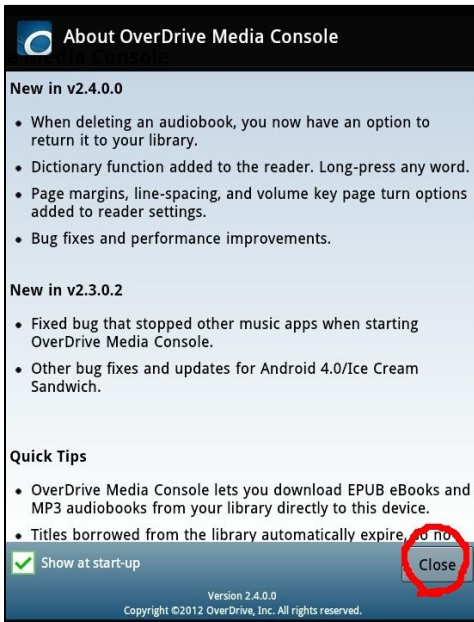 About OverDrive Media Console
e Media Console
New in v2.4.0.0
• When deleting an audiobook, you now have an option to
return it to your library.
• Dictionary function added to the reader. Long-press any word.
• Page margins, line-spacing, and volume key page turn options
added to reader settings.
• Bug fixes and performance improvements.
New in v2.3.0.2
• Fixed bug that stopped other music apps when starting
OverDrive Media Console.
• Other bug fixes and updates for Android 4.0/Ice Cream
Sandwich.
Quick Tips
• OverDrive Media Console lets you download EPUB eBooks and
MP3 audiobooks from your library directly to this device.
• Titles borrowed from the library automatically expire, so no
Show at start-up
Close
Version 2.4.0.0
Copyright ©2012 OverDrive, Inc. All rights reserved.